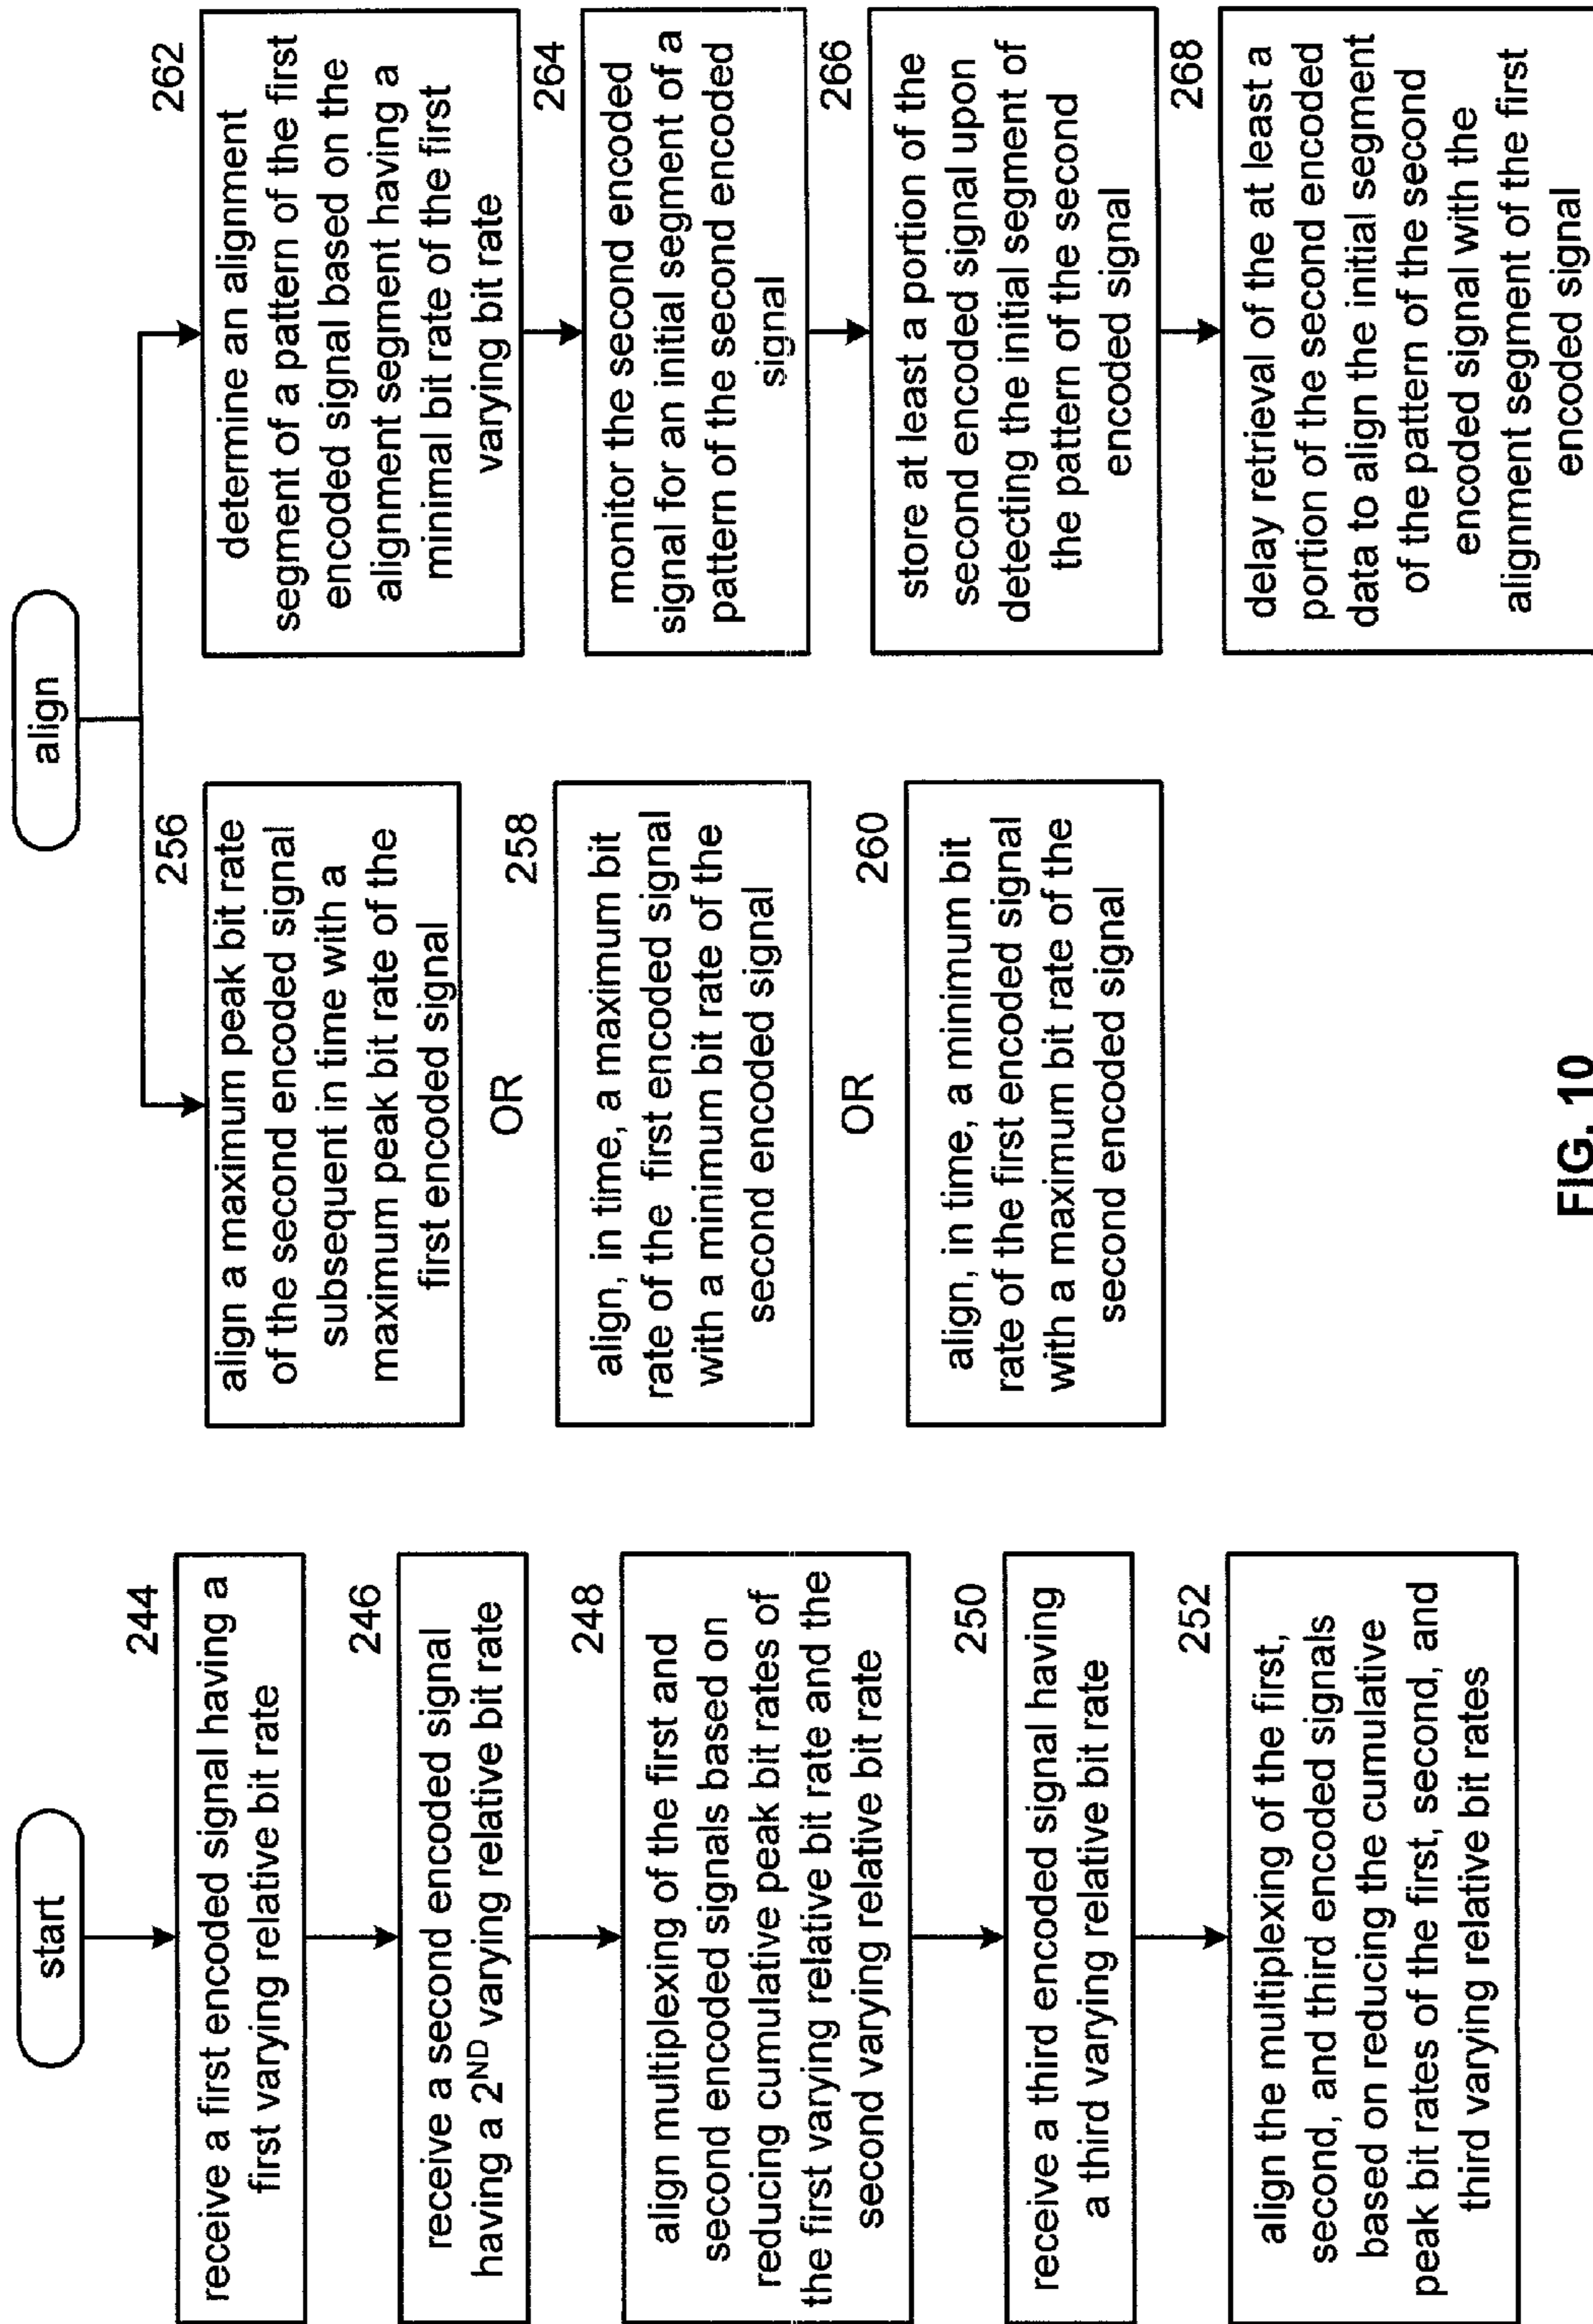 start
244
receive a first encoded signal having a
first varying relative bit rate
246
receive a second encoded signal
having a 2ND varying relative bit rate
248
align multiplexing of the first and
second encoded signals based on
reducing cumulative peak bit rates of
the first varying relative bit rate and the
second varying relative bit rate
250
receive a third encoded signal having
a third varying relative bit rate
252
align the multiplexing of the first,
second, and third encoded signals
based on reducing the cumulative
peak bit rates of the first, second, and
third varying relative bit rates
align
256
align a maximum peak bit rate
of the second encoded signal
subsequent in time with a
maximum peak bit rate of the
first encoded signal
OR
258
align, in time, a maximum bit
rate of the first encoded signal
with a minimum bit rate of the
second encoded signal
OR
260
align, in time, a minimum bit
rate of the first encoded signal
with a maximum bit rate of the
second encoded signal
262
determine an alignment
segment of a pattern of the first
encoded signal based on the
alignment segment having a
minimal bit rate of the first
varying bit rate
264
monitor the second encoded
signal for an initial segment of a
pattern of the second encoded
signal
266
store at least a portion of the
second encoded signal upon
detecting the initial segment of
the pattern of the second
encoded signal
268
delay retrieval of the at least a
portion of the second encoded
data to align the initial segment
of the pattern of the second
encoded signal with the
alignment segment of the first
encoded signal
FIG. 10